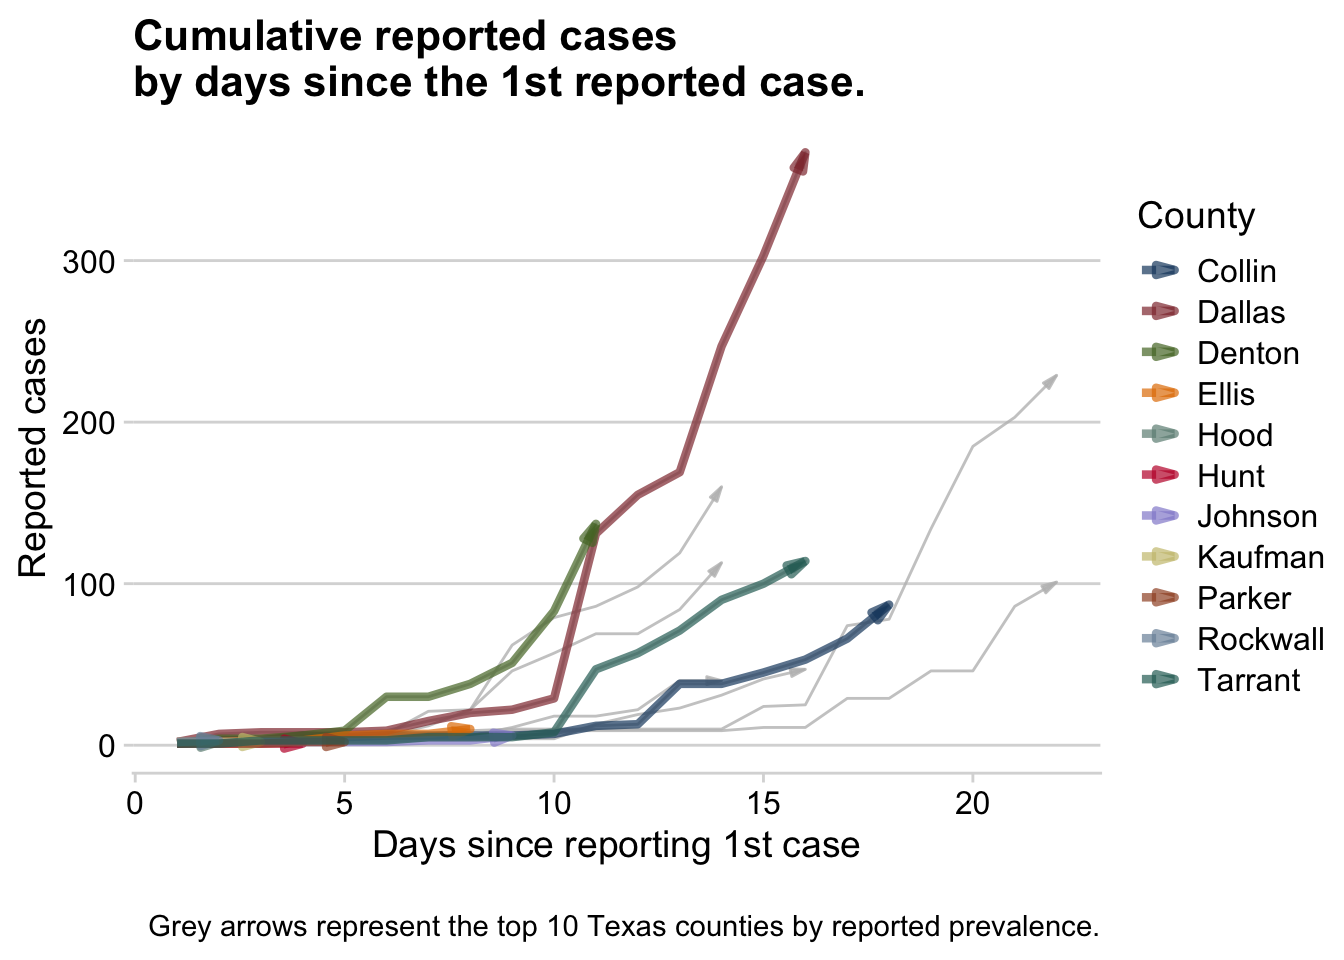 Cumulative reported cases
by days since the 1st reported case.
Reported cases
300
200
100
0
0 5 10 15 20
Days since reporting 1st case
County
Collin
Dallas
Denton
Ellis
Hood
Hunt
Johnson
Kaufman
Parker
Rockwall
Tarrant
Grey arrows represent the top 10 Texas counties by reported prevalence.